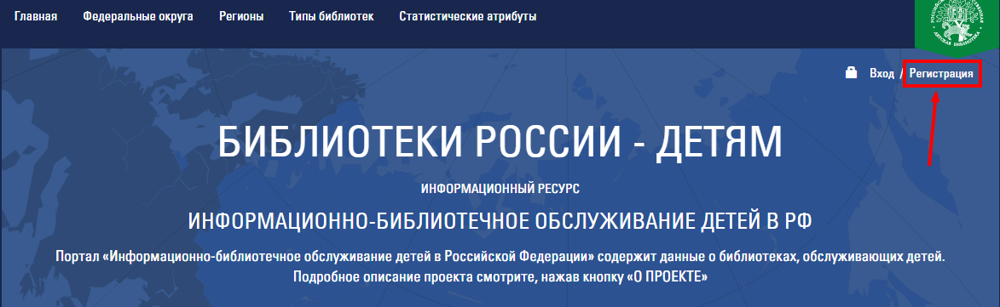 Главная Федеральные округа Регионы Типы библиотек Статистические атрибуты
ДЕТСКАЯ БИБЛИОТЕКА
Вход / Регистрация
БИБЛИОТЕКИ РОССИИ - ДЕТЯМ
ИНФОРМАЦИОННЫЙ РЕСУРС
ИНФОРМАЦИОННО-БИБЛИОТЕЧНОЕ ОБСЛУЖИВАНИЕ ДЕТЕЙ В РФ
Портал «Информационно-библиотечное обслуживание детей в Российской Федерации» содержит данные о библиотеках, обслуживающих детей.
Подробное описание проекта смотрите, нажав кнопку «О ПРОЕКТЕ»